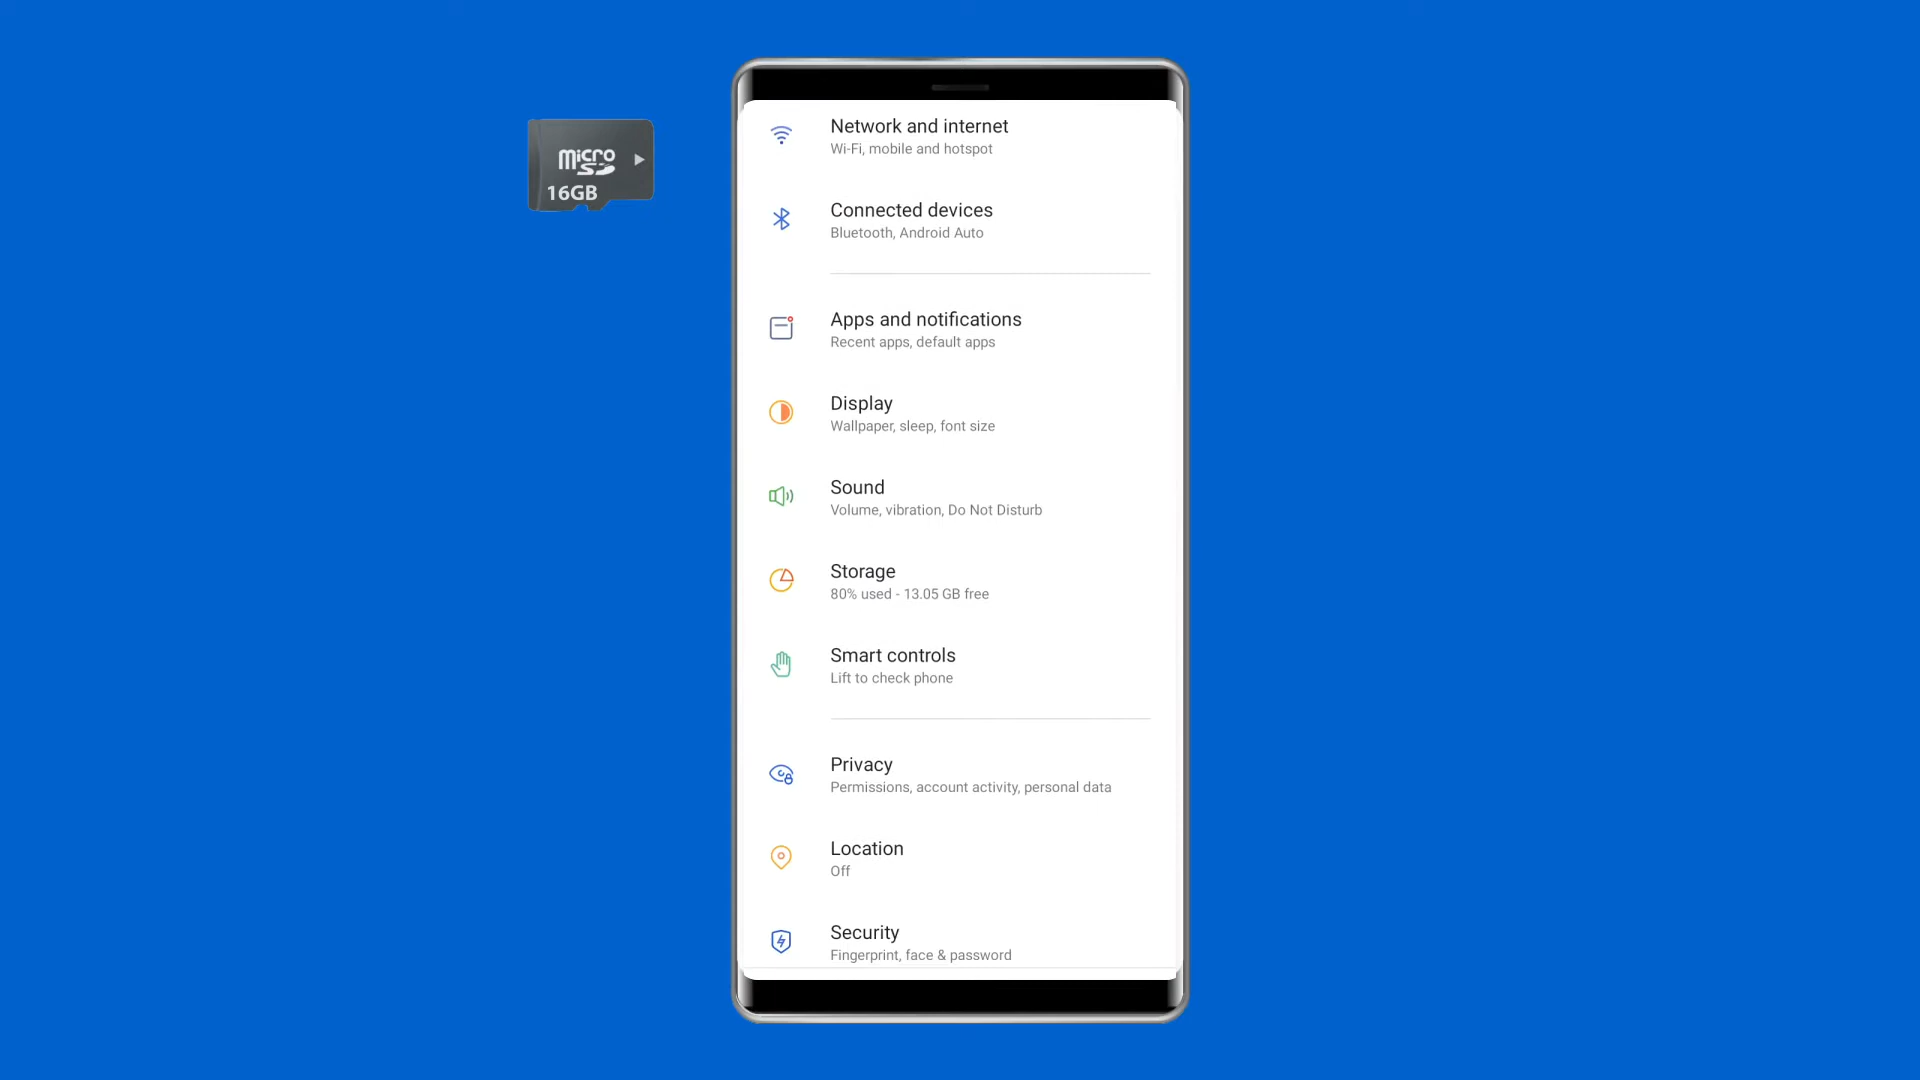 micro
SD
16GB
Network and internet
Wi-Fi, mobile and hotspot
Connected devices
Bluetooth, Android Auto
Apps and notifications
Recent apps, default apps
Display
Wallpaper, sleep, font size
Sound
Volume, vibration, Do Not Disturb
Storage
80% used - 13.05 GB free
Smart controls
Lift to check phone
Privacy
Permissions, account activity, personal data
Location
Off
Security
Fingerprint, face & password